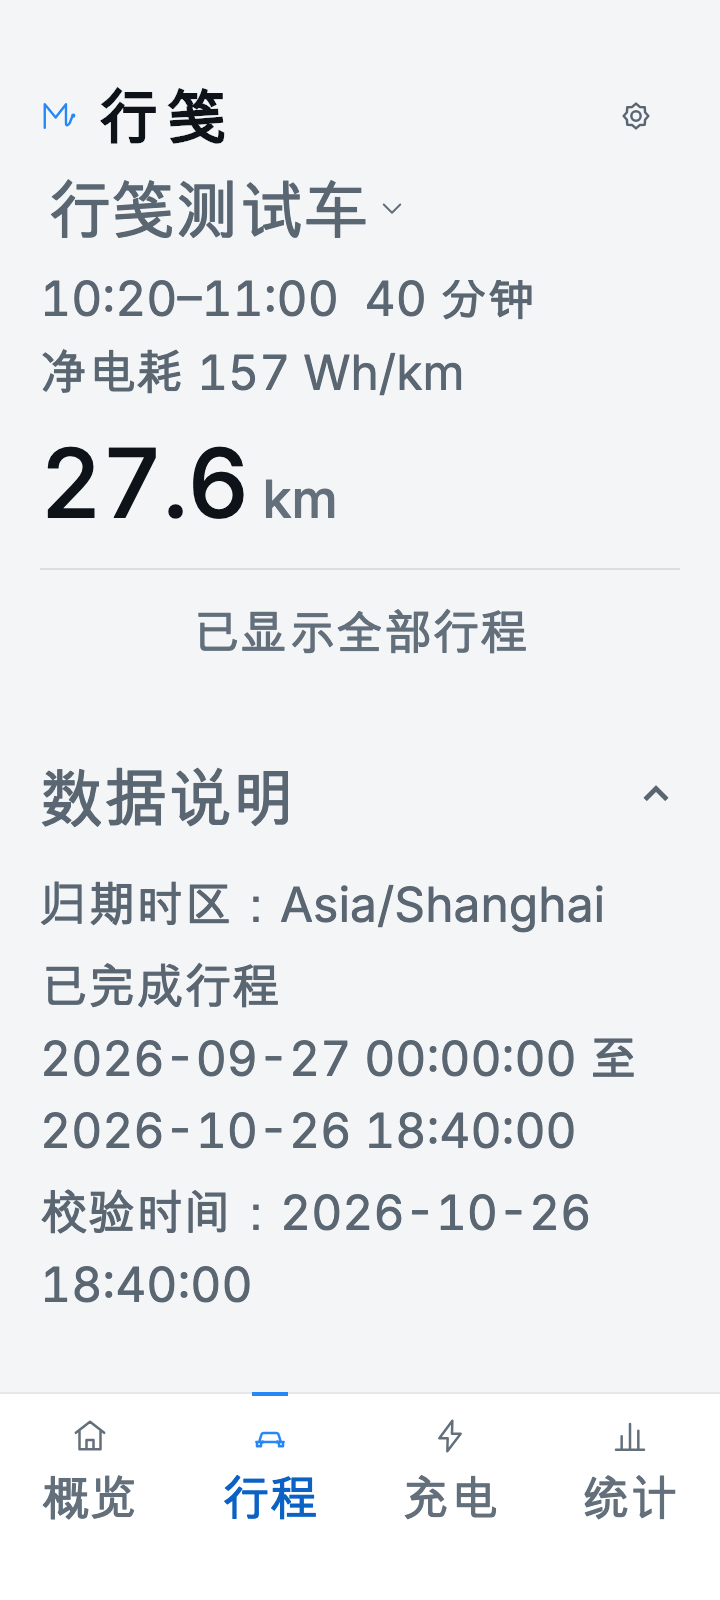 行笺
行笺测试车
10:20–11:00 40 分钟
净电耗 157 Wh/km
27.6 km
已显示全部行程
数据说明
归期时区：Asia/Shanghai
已完成行程
2026-09-27 00:00:00 至
2026-10-26 18:40:00
校验时间：2026-10-26
18:40:00
概览 行程 充电 统计